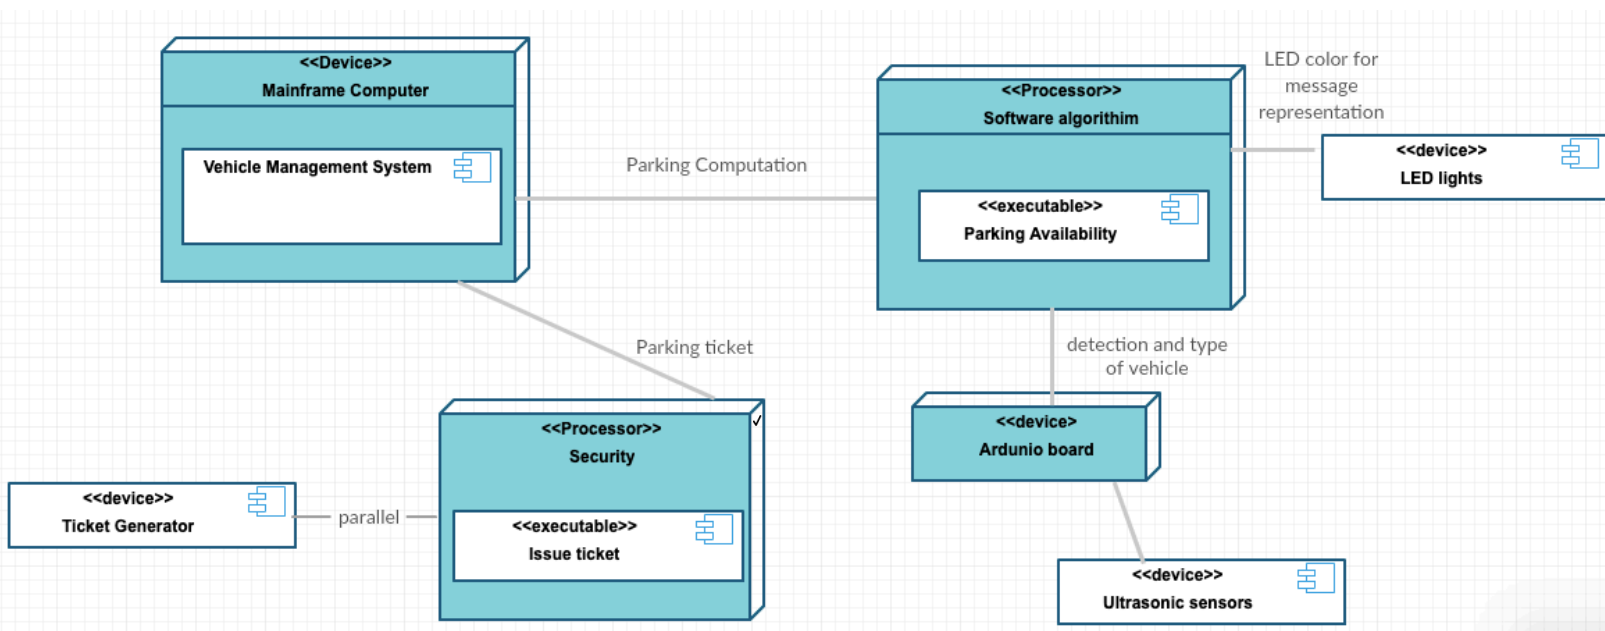 <<Device>>
Mainframe Computer
Vehicle Management System
Parking Computation
<<Processor>>
Software algorithim
<<executable>>
Parking Availability
LED color for
message
representation
<<device>>
LED lights
Parking ticket
detection and type
of vehicle
<<device>
Ardunio board
<<Processor>>
Security
<<executable>>
Issue ticket
<<device>>
Ticket Generator
parallel
<<device>>
Ultrasonic sensors